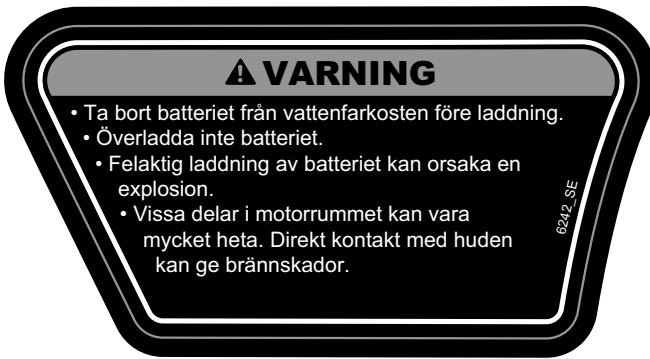 ⚠ VARNING
• Ta bort batteriet från vattenfarkosten före laddning.
• Överladda inte batteriet.
• Felaktig laddning av batteriet kan orsaka en
explosion.
• Vissa delar i motorrummet kan vara
mycket heta. Direkt kontakt med huden
kan ge brännskador.
6242_SE